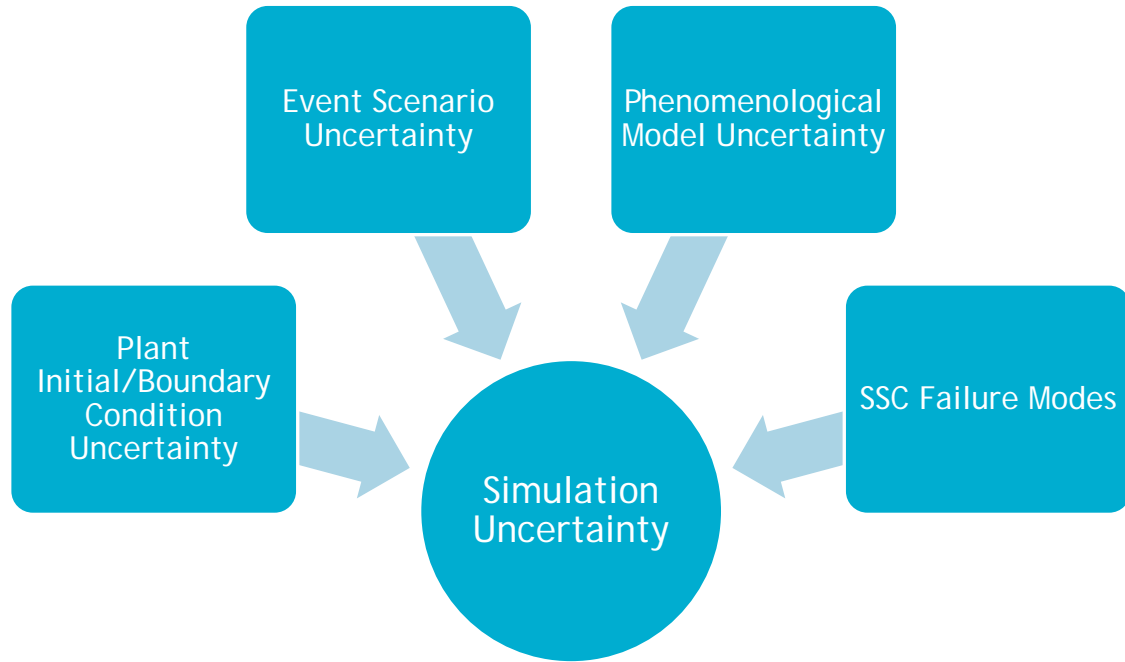 Event Scenario
Uncertainty
Phenomenological
Model Uncertainty
Plant
Initial/Boundary
Condition
Uncertainty
SSC Failure Modes
Simulation
Uncertainty